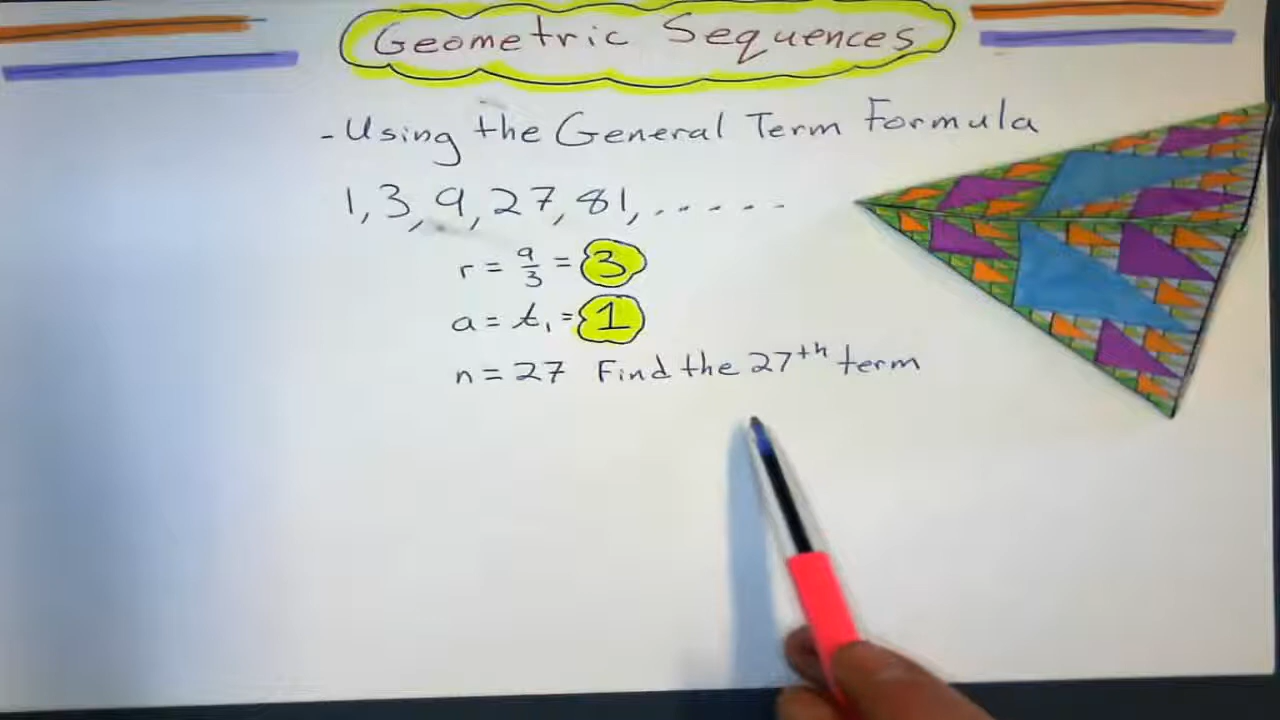 Geometric Sequences
- Using the General Term Formula
1, 3, 9, 27, 81, . . . . .
r = 9/3 = 3
a = t₁ = 1
n = 27 Find the 27ᵗʰ term